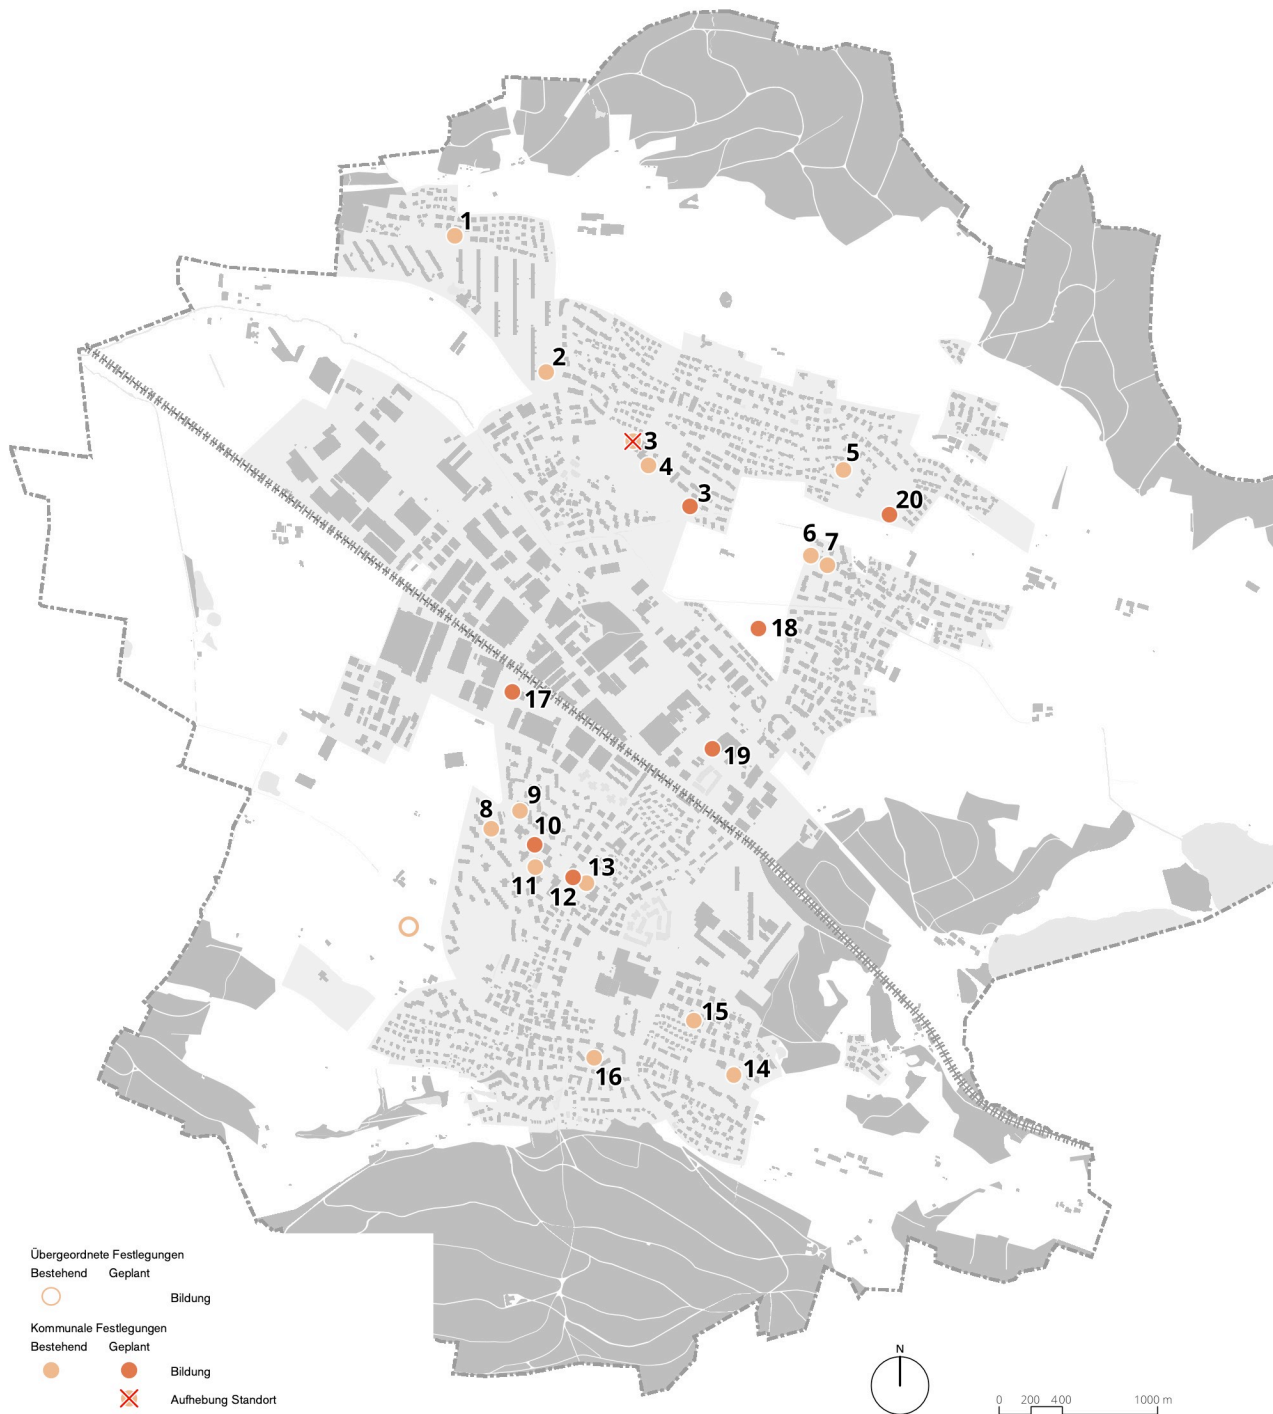 1
2
3
4
5
3
20
6 7
18
17
19
9
8
10
13
11
12
15
14
16
Übergeordnete Festlegungen
Bestehend Geplant
Bildung
Kommunale Festlegungen
Bestehend Geplant
Bildung
Aufhebung Standort
N
0 200 400 1000 m